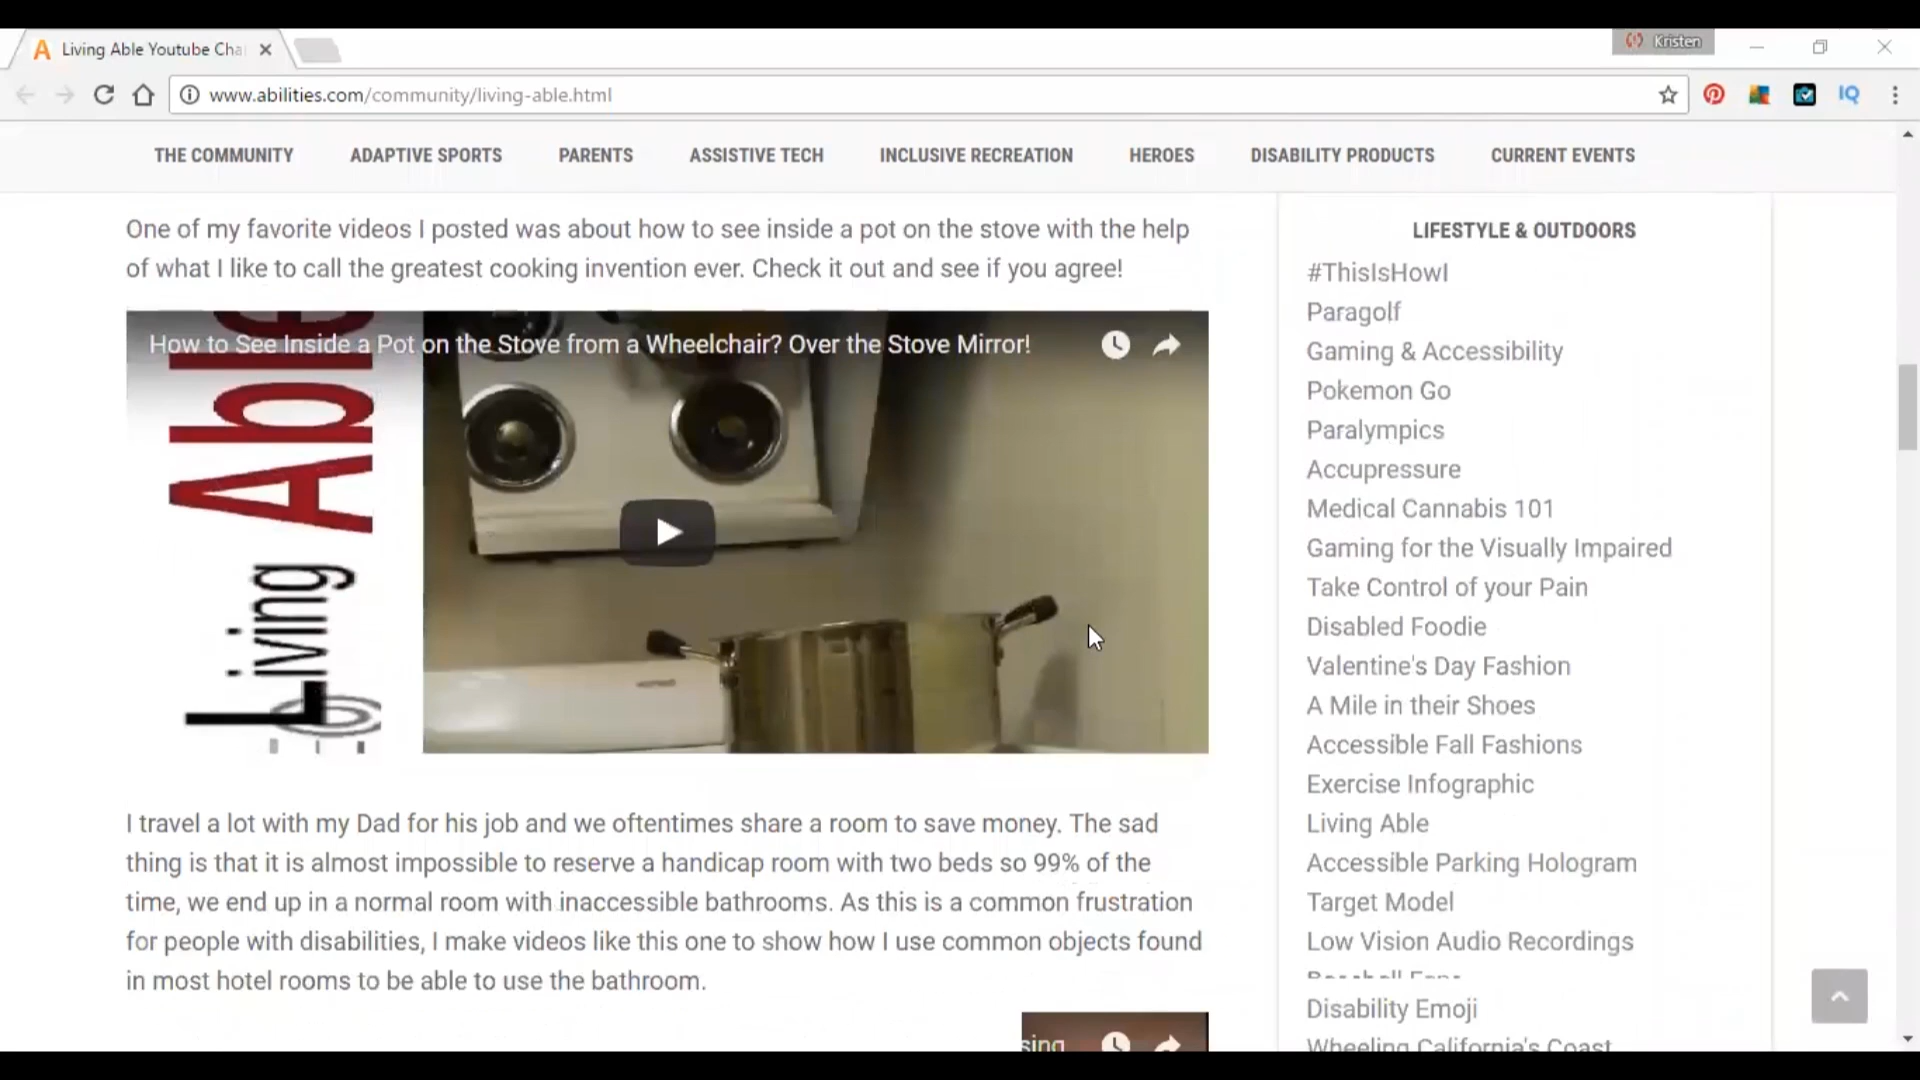 Living Able Youtube Cha
Kristen
www.abilities.com/community/living-able.html
IQ
THE COMMUNITY
ADAPTIVE SPORTS
PARENTS
ASSISTIVE TECH
INCLUSIVE RECREATION
HEROES
DISABILITY PRODUCTS
CURRENT EVENTS
One of my favorite videos I posted was about how to see inside a pot on the stove with the help
of what I like to call the greatest cooking invention ever. Check it out and see if you agree!
How to See Inside a Pot on the Stove from a Wheelchair? Over the Stove Mirror!
Living Able
I travel a lot with my Dad for his job and we oftentimes share a room to save money. The sad
thing is that it is almost impossible to reserve a handicap room with two beds so 99% of the
time, we end up in a normal room with inaccessible bathrooms. As this is a common frustration
for people with disabilities, I make videos like this one to show how I use common objects found
in most hotel rooms to be able to use the bathroom.
sing
LIFESTYLE & OUTDOORS
#ThisIsHowI
Paragolf
Gaming & Accessibility
Pokemon Go
Paralympics
Accupressure
Medical Cannabis 101
Gaming for the Visually Impaired
Take Control of your Pain
Disabled Foodie
Valentine's Day Fashion
A Mile in their Shoes
Accessible Fall Fashions
Exercise Infographic
Living Able
Accessible Parking Hologram
Target Model
Low Vision Audio Recordings
Disability Emoji
Wheeling California's Coast